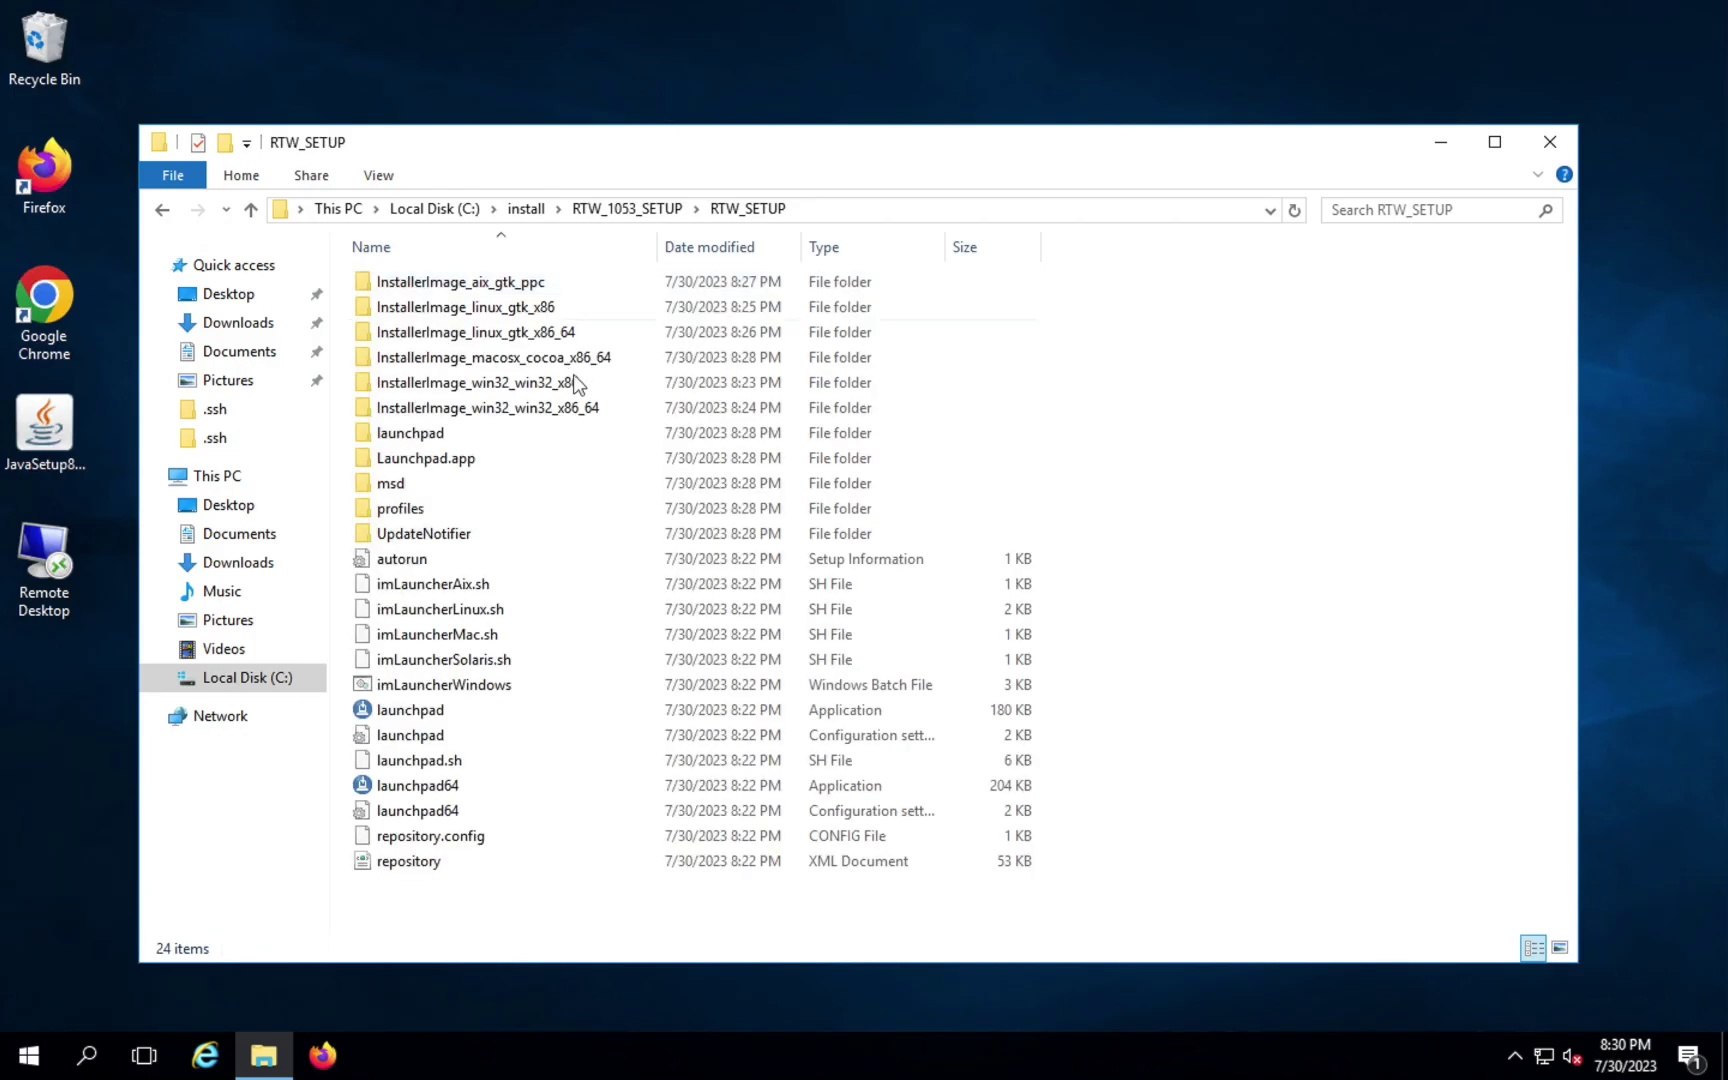 Recycle Bin
Firefox
Google
Chrome
JavaSetup8...
Remote
Desktop
RTW_SETUP
File Home Share View
This PC Local Disk (C:) install RTW_1053_SETUP RTW_SETUP
Search RTW_SETUP
Quick access
Desktop
Downloads
Documents
Pictures
.ssh
.ssh
This PC
Desktop
Documents
Downloads
Music
Pictures
Videos
Local Disk (C:)
Network
Name Date modified Type Size
InstallerImage_aix_gtk_ppc 7/30/2023 8:27 PM File folder
InstallerImage_linux_gtk_x86 7/30/2023 8:25 PM File folder
InstallerImage_linux_gtk_x86_64 7/30/2023 8:26 PM File folder
InstallerImage_macosx_cocoa_x86_64 7/30/2023 8:28 PM File folder
InstallerImage_win32_win32_x86 7/30/2023 8:23 PM File folder
InstallerImage_win32_win32_x86_64 7/30/2023 8:24 PM File folder
launchpad 7/30/2023 8:28 PM File folder
Launchpad.app 7/30/2023 8:28 PM File folder
msd 7/30/2023 8:28 PM File folder
profiles 7/30/2023 8:28 PM File folder
UpdateNotifier 7/30/2023 8:28 PM File folder
autorun 7/30/2023 8:22 PM Setup Information 1 KB
imLauncherAix.sh 7/30/2023 8:22 PM SH File 1 KB
imLauncherLinux.sh 7/30/2023 8:22 PM SH File 2 KB
imLauncherMac.sh 7/30/2023 8:22 PM SH File 1 KB
imLauncherSolaris.sh 7/30/2023 8:22 PM SH File 1 KB
imLauncherWindows 7/30/2023 8:22 PM Windows Batch File 3 KB
launchpad 7/30/2023 8:22 PM Application 180 KB
launchpad 7/30/2023 8:22 PM Configuration sett... 2 KB
launchpad.sh 7/30/2023 8:22 PM SH File 6 KB
launchpad64 7/30/2023 8:22 PM Application 204 KB
launchpad64 7/30/2023 8:22 PM Configuration sett... 2 KB
repository.config 7/30/2023 8:22 PM CONFIG File 1 KB
repository 7/30/2023 8:22 PM XML Document 53 KB
24 items
8:30 PM
7/30/2023
1